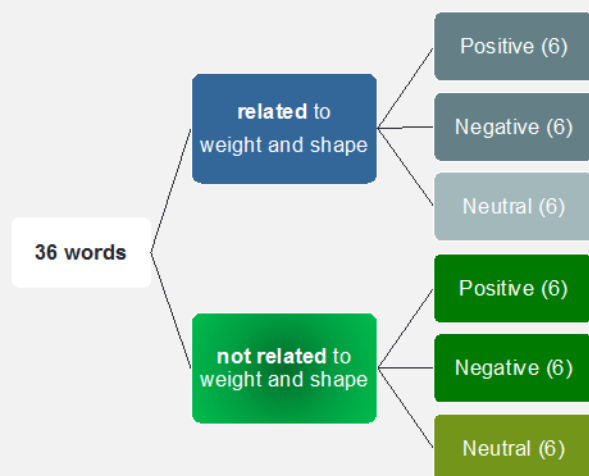 Positive (6)
related to
weight and shape
Negative (6)
Neutral (6)
36 words
Positive (6)
not related to
weight and shape
Negative (6)
Neutral (6)